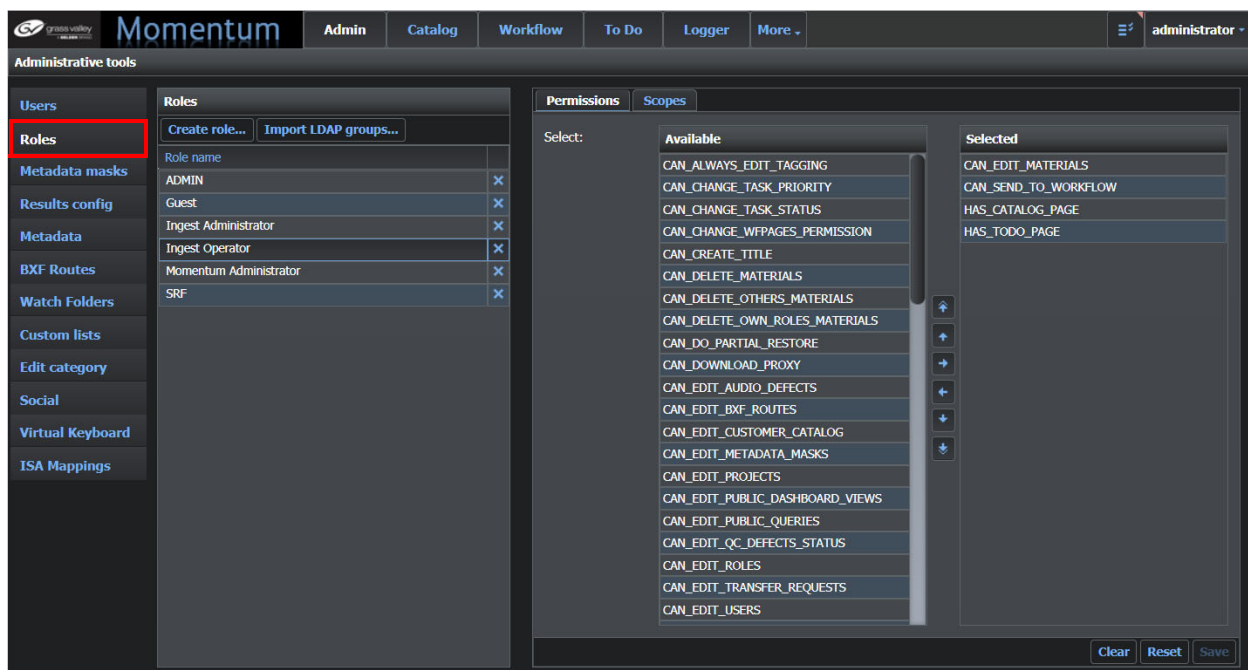 grass valley
A BELDEN BRAND
Momentum
Admin
Catalog
Workflow
To Do
Logger
More
administrator
Administrative tools
Users
Roles
Metadata masks
Results config
Metadata
BXF Routes
Watch Folders
Custom lists
Edit category
Social
Virtual Keyboard
ISA Mappings
Roles
Create role...
Import LDAP groups...
Role name
ADMIN
Guest
Ingest Administrator
Ingest Operator
Momentum Administrator
SRF
Permissions
Scopes
Select:
Available
CAN_ALWAYS_EDIT_TAGGING
CAN_CHANGE_TASK_PRIORITY
CAN_CHANGE_TASK_STATUS
CAN_CHANGE_WFPAGES_PERMISSION
CAN_CREATE_TITLE
CAN_DELETE_MATERIALS
CAN_DELETE_OTHERS_MATERIALS
CAN_DELETE_OWN_ROLES_MATERIALS
CAN_DO_PARTIAL_RESTORE
CAN_DOWNLOAD_PROXY
CAN_EDIT_AUDIO_DEFECTS
CAN_EDIT_BXF_ROUTES
CAN_EDIT_CUSTOMER_CATALOG
CAN_EDIT_METADATA_MASKS
CAN_EDIT_PROJECTS
CAN_EDIT_PUBLIC_DASHBOARD_VIEWS
CAN_EDIT_PUBLIC_QUERIES
CAN_EDIT_QC_DEFECTS_STATUS
CAN_EDIT_ROLES
CAN_EDIT_TRANSFER_REQUESTS
CAN_EDIT_USERS
Selected
CAN_EDIT_MATERIALS
CAN_SEND_TO_WORKFLOW
HAS_CATALOG_PAGE
HAS_TODO_PAGE
Clear
Reset
Save